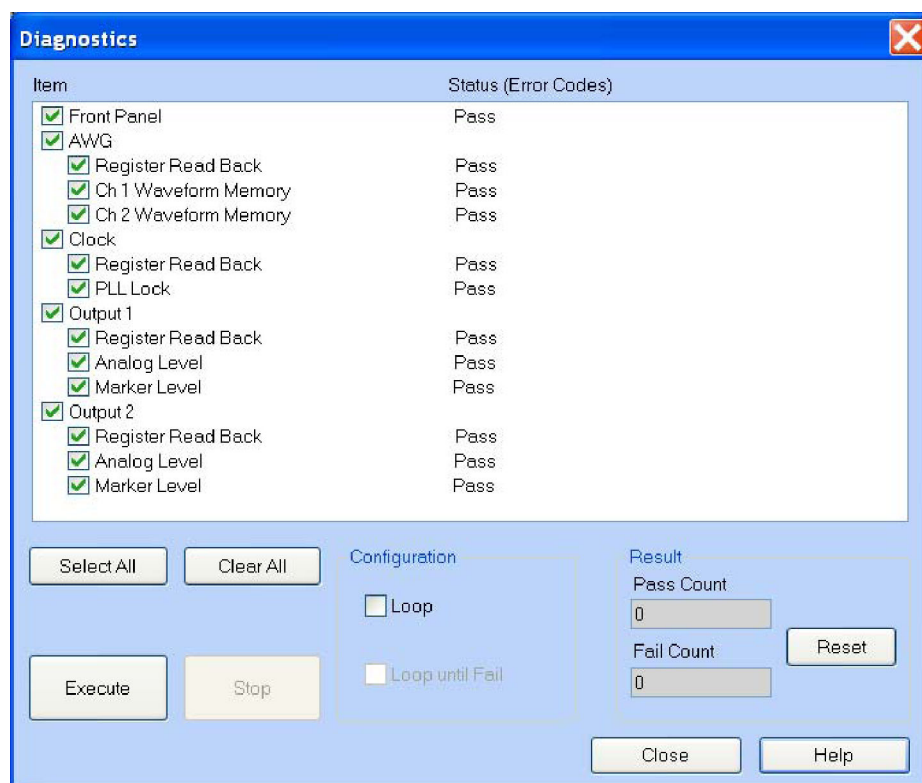 Diagnostics
Item Status (Error Codes)
Front Panel Pass
AWG
Register Read Back Pass
Ch 1 Waveform Memory Pass
Ch 2 Waveform Memory Pass
Clock
Register Read Back Pass
PLL Lock Pass
Output 1
Register Read Back Pass
Analog Level Pass
Marker Level Pass
Output 2
Register Read Back Pass
Analog Level Pass
Marker Level Pass
Select All Clear All Configuration Result
Pass Count
Loop 0
Fail Count Reset
Execute Stop Loop until Fail 0
Close Help